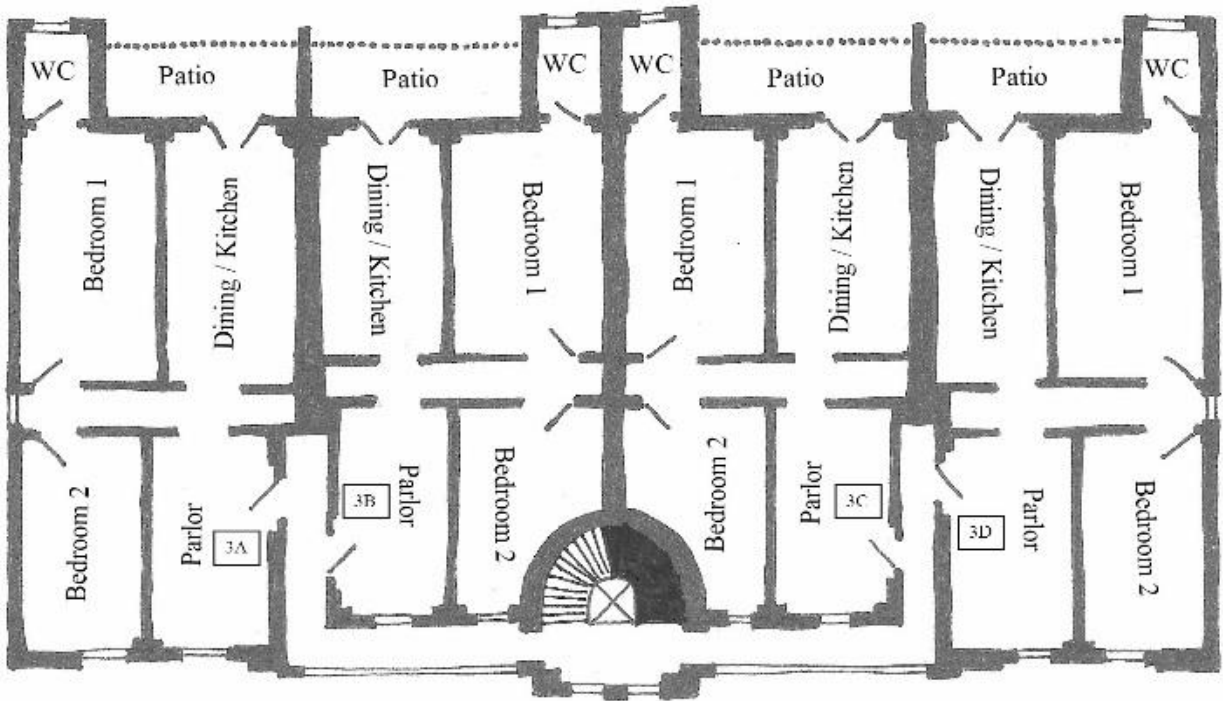 WC
Patio
Patio
WC
WC
Patio
Patio
WC
Bedroom 1
Dining / Kitchen
Dining / Kitchen
Bedroom 1
Bedroom 1
Dining / Kitchen
Dining / Kitchen
Bedroom 1
Bedroom 2
Parlor
3A
3B
Parlor
Bedroom 2
Bedroom 2
Parlor
3C
3D
Parlor
Bedroom 2